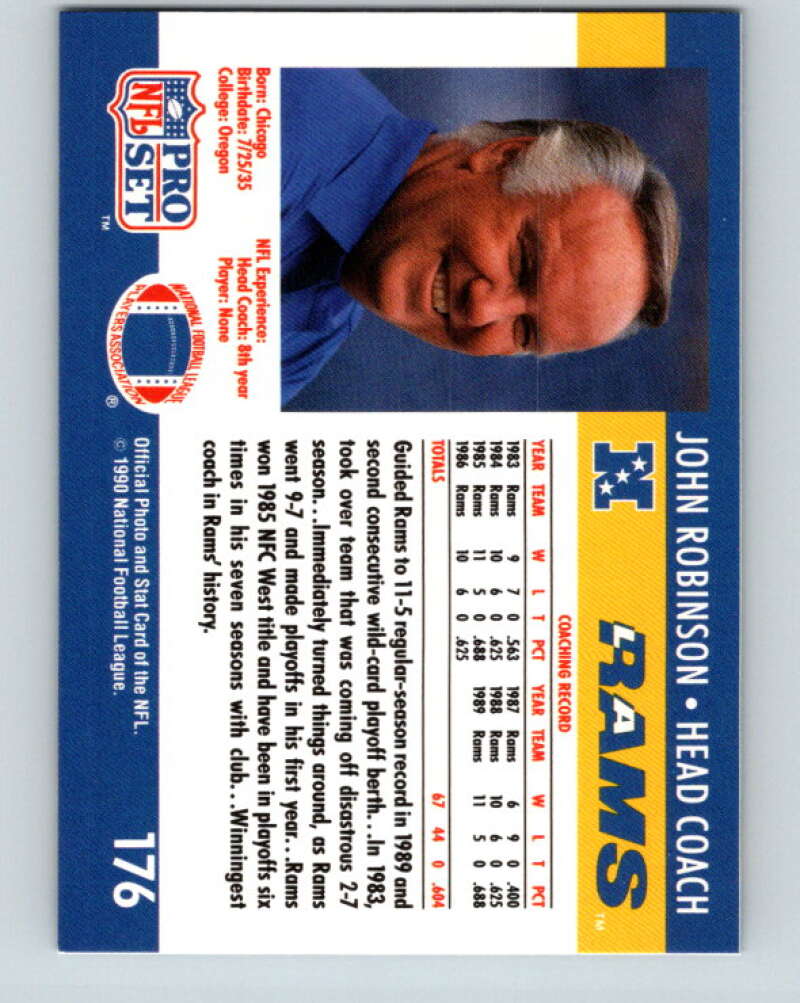 JOHN ROBINSON • HEAD COACH
N
LA RAMS™
COACHING RECORD
YEAR TEAM W L T PCT YEAR TEAM W L T PCT
1983 Rams 9 7 0 .563 1987 Rams 6 9 0 .400
1984 Rams 10 6 0 .625 1988 Rams 10 6 0 .625
1985 Rams 11 5 0 .688 1989 Rams 11 5 0 .688
1986 Rams 10 6 0 .625
TOTALS 67 44 0 .604
Guided Rams to 11-5 regular-season record in 1989 and
second consecutive wild-card playoff berth...In 1983,
took over team that was coming off disastrous 2-7
season...Immediately turned things around, as Rams
went 9-7 and made playoffs in his first year...Rams
won 1985 NFC West title and have been in playoffs six
times in his seven seasons with club...Winningest
coach in Rams' history.
Born: Chicago
Birthdate: 7/25/35
College: Oregon
NFL Experience:
Head Coach: 8th year
Player: None
NFL
PRO
SET™
NATIONAL FOOTBALL LEAGUE
PLAYERS ASSOCIATION®
Official Photo and Stat Card of the NFL.
© 1990 National Football League.
176